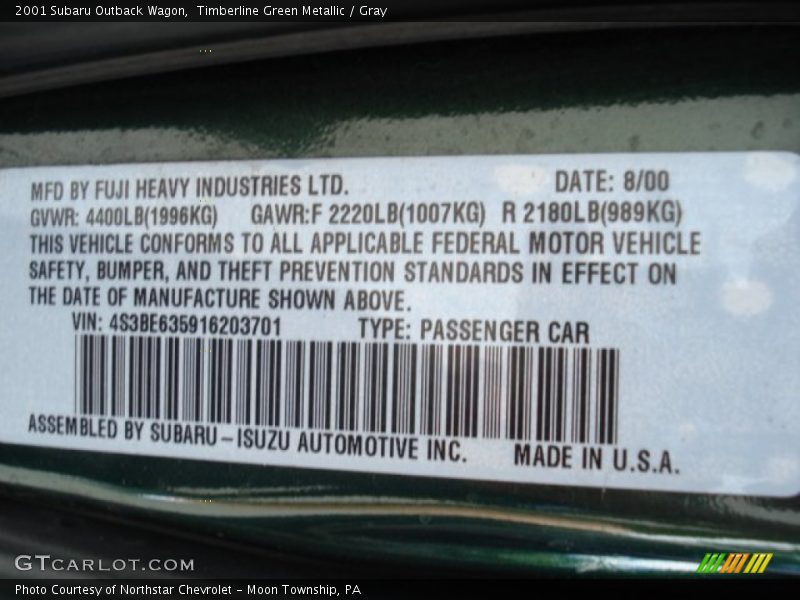 2001 Subaru Outback Wagon, Timberline Green Metallic / Gray
MFD BY FUJI HEAVY INDUSTRIES LTD. DATE: 8/00
GVWR: 4400LB(1996KG) GAWR:F 2220LB(1007KG) R 2180LB(989KG)
THIS VEHICLE CONFORMS TO ALL APPLICABLE FEDERAL MOTOR VEHICLE
SAFETY, BUMPER, AND THEFT PREVENTION STANDARDS IN EFFECT ON
THE DATE OF MANUFACTURE SHOWN ABOVE.
VIN: 4S3BE635916203701 TYPE: PASSENGER CAR
ASSEMBLED BY SUBARU-ISUZU AUTOMOTIVE INC. MADE IN U.S.A.
GTCARLOT.COM
Photo Courtesy of Northstar Chevrolet - Moon Township, PA